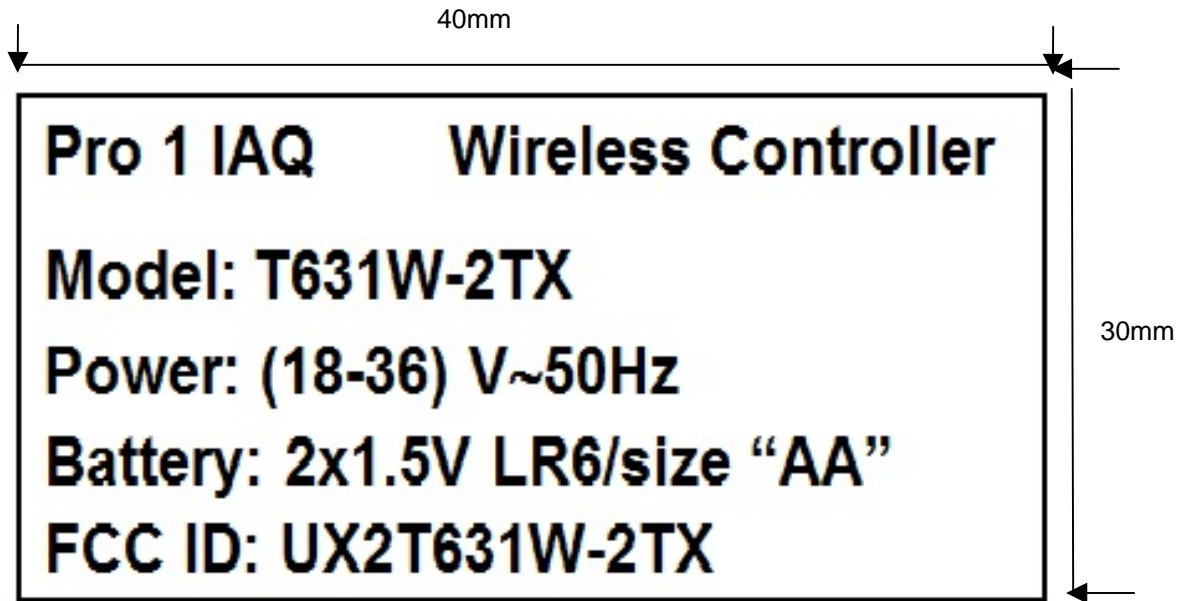 40mm
Pro 1 IAQ Wireless Controller
Model: T631W-2TX
30mm
Power: (18-36) V~50Hz
Battery: 2x1.5V LR6/size “AA”
FCC ID: UX2T631W-2TX